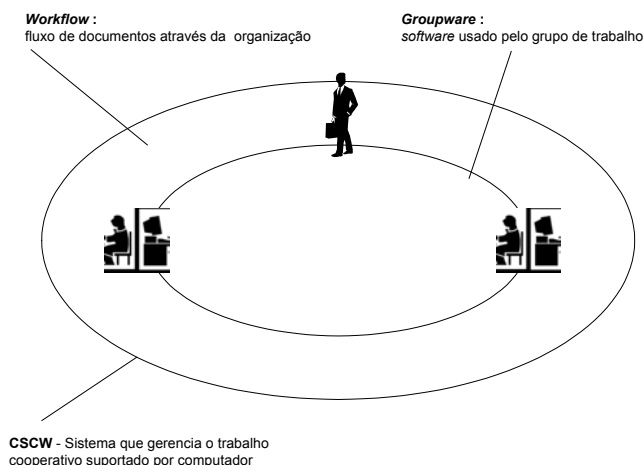 Workflow :
fluxo de documentos através da organização
Groupware :
software usado pelo grupo de trabalho
CSCW - Sistema que gerencia o trabalho
cooperativo suportado por computador